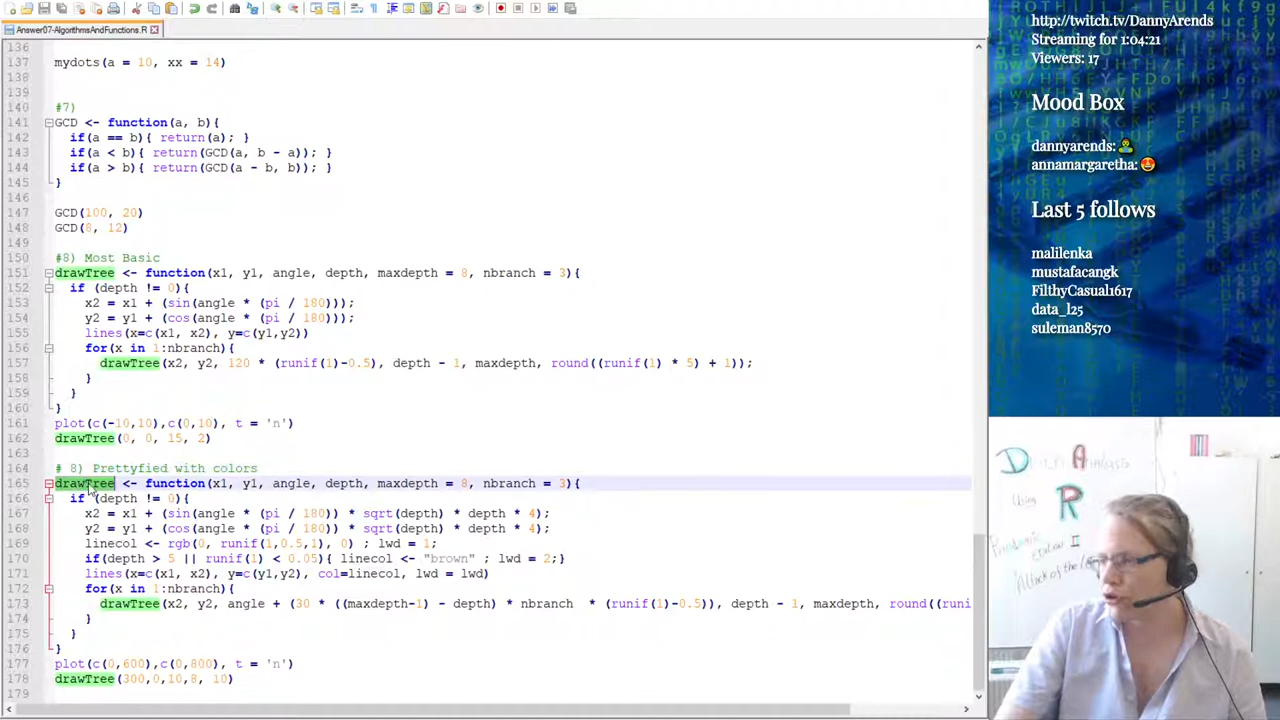 Answer07-AlgorithmsAndFunctions.R
136
137 mydots(a = 10, xx = 14)
138
139
140 #7)
141 GCD <- function(a, b){
142 if(a == b){ return(a); }
143 if(a < b){ return(GCD(a, b - a)); }
144 if(a > b){ return(GCD(a - b, b)); }
145 }
146
147 GCD(100, 20)
148 GCD(8, 12)
149
150 #8) Most Basic
151 drawTree <- function(x1, y1, angle, depth, maxdepth = 8, nbranch = 3){
152 if (depth != 0){
153 x2 = x1 + (sin(angle * (pi / 180)));
154 y2 = y1 + (cos(angle * (pi / 180)));
155 lines(x=c(x1, x2), y=c(y1,y2))
156 for(x in 1:nbranch){
157 drawTree(x2, y2, 120 * (runif(1)-0.5), depth - 1, maxdepth, round((runif(1) * 5) + 1));
158 }
159 }
160 }
161 plot(c(-10,10),c(0,10), t = 'n')
162 drawTree(0, 0, 15, 2)
163
164 # 8) Prettyfied with colors
165 drawTree <- function(x1, y1, angle, depth, maxdepth = 8, nbranch = 3){
166 if (depth != 0){
167 x2 = x1 + (sin(angle * (pi / 180)) * sqrt(depth) * depth * 4);
168 y2 = y1 + (cos(angle * (pi / 180)) * sqrt(depth) * depth * 4);
169 linecol <- rgb(0, runif(1,0.5,1), 0) ; lwd = 1;
170 if(depth > 5 || runif(1) < 0.05){ linecol <- "brown" ; lwd = 2;}
171 lines(x=c(x1, x2), y=c(y1,y2), col=linecol, lwd = lwd)
172 for(x in 1:nbranch){
173 drawTree(x2, y2, angle + (30 * ((maxdepth-1) - depth) * nbranch * (runif(1)-0.5)), depth - 1, maxdepth, round((runi
174 }
175 }
176 }
177 plot(c(0,600),c(0,800), t = 'n')
178 drawTree(300,0,10,8, 10)
179
http://twitch.tv/DannyArends
Streaming for 1:04:21
Viewers: 17
Mood Box
dannyarends: 🤷‍♂️
annamargaretha: 😍
Last 5 follows
malilenka
mustafacangk
FilthyCasual1617
data_l25
suleman8570
D A
Using R
Attack of the